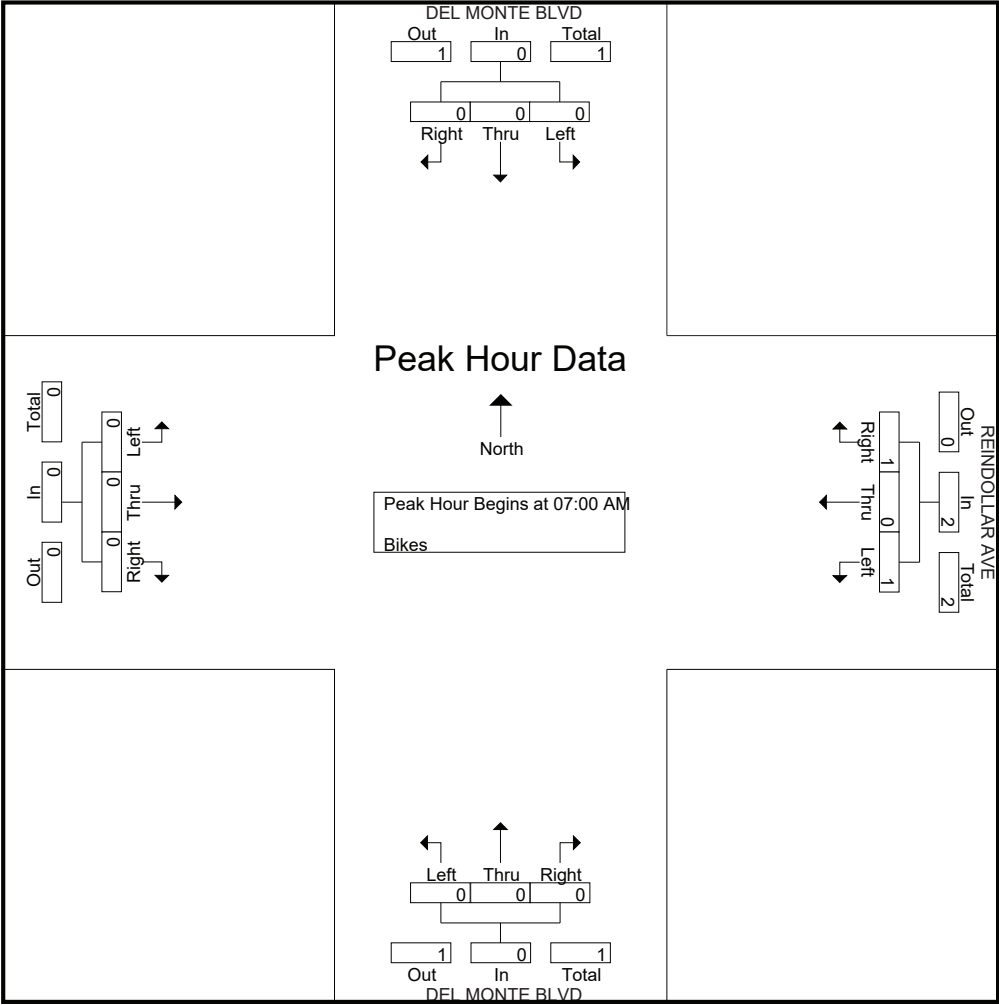 DEL MONTE BLVD
Out In Total
1 0 1
0 0 0
Right Thru Left
Peak Hour Data
North
Peak Hour Begins at 07:00 AM
Bikes
Total In Out
0 0 0
0 0 0
Left Thru Right
REINDOLLAR AVE
Out In Total
0 2 2
1 0 1
Right Thru Left
Left Thru Right
0 0 0
1 0 1
Out In Total
DEL MONTE BLVD